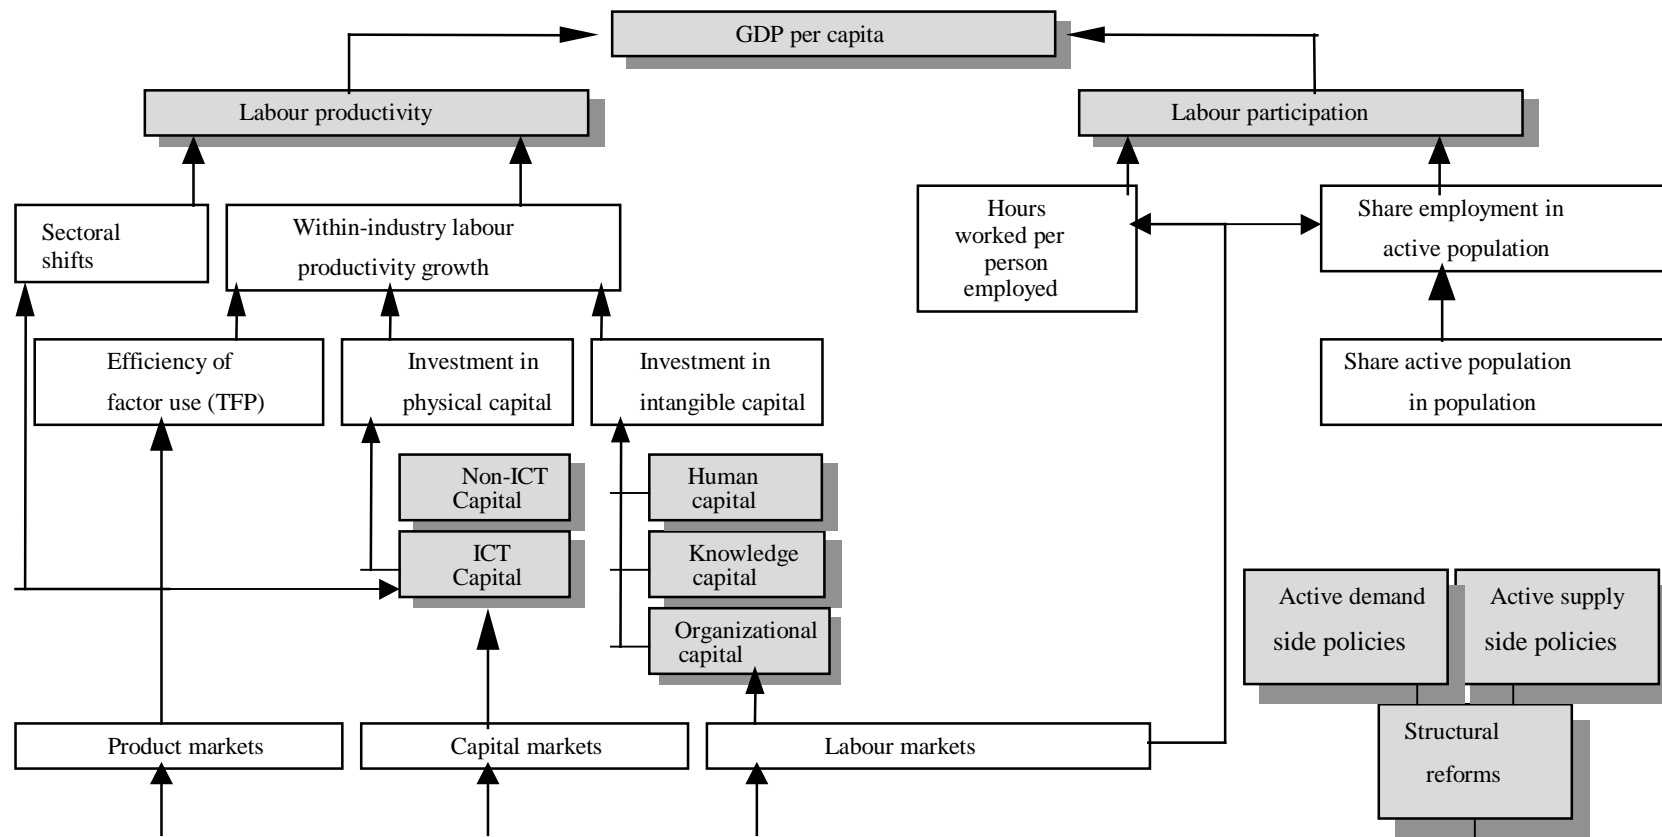 GDP per capita
Labour productivity
Labour participation
Sectoral
shifts
Within-industry labour
productivity growth
Hours
worked per
person
employed
Share employment in
active population
Efficiency of
factor use (TFP)
Investment in
physical capital
Investment in
intangible capital
Share active population
in population
Non-ICT
Capital
Human
capital
ICT
Capital
Knowledge
capital
Organizational
capital
Active demand
side policies
Active supply
side policies
Structural
reforms
Product markets
Capital markets
Labour markets